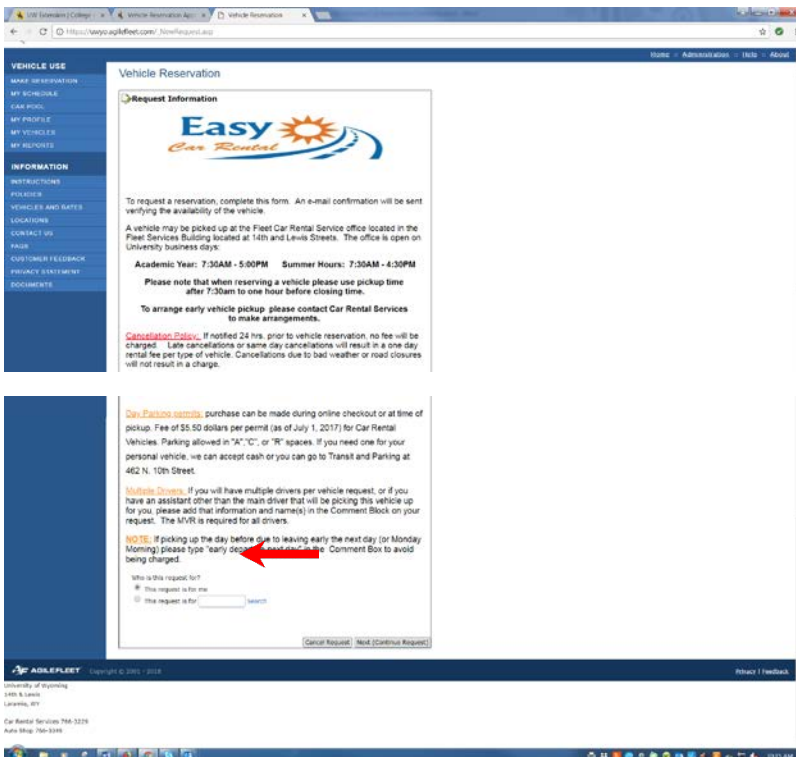 UW Extension | College
Vehicle Reservation App
Vehicle Reservation
https://uwyo.agilefleet.com/_NewRequest.asp
Home Administration Help About
VEHICLE USE
MAKE RESERVATION
MY SCHEDULE
CAR POOL
MY PROFILE
MY VEHICLES
MY REPORTS
INFORMATION
INSTRUCTIONS
POLICIES
VEHICLES AND RATES
LOCATIONS
CONTACT US
FAQS
CUSTOMER FEEDBACK
PRIVACY STATEMENT
DOCUMENTS
Vehicle Reservation
Request Information
Easy
Car Rental
To request a reservation, complete this form. An e-mail confirmation will be sent
verifying the availability of the vehicle.
A vehicle may be picked up at the Fleet Car Rental Service office located in the
Fleet Services Building located at 14th and Lewis Streets. The office is open on
University business days:
Academic Year: 7:30AM - 5:00PM Summer Hours: 7:30AM - 4:30PM
Please note that when reserving a vehicle please use pickup time
after 7:30am to one hour before closing time.
To arrange early vehicle pickup please contact Car Rental Services
to make arrangements.
Cancellation Policy: If notified 24 hrs. prior to vehicle reservation, no fee will be
charged Late cancellations or same day cancellations will result in a one day
rental fee per type of vehicle. Cancellations due to bad weather or road closures
will not result in a charge.
Day Parking permits: purchase can be made during online checkout or at time of
pickup. Fee of $5.50 dollars per permit (as of July 1, 2017) for Car Rental
Vehicles. Parking allowed in "A","C", or "R" spaces. If you need one for your
personal vehicle, we can accept cash or you can go to Transit and Parking at
462 N. 10th Street.
Multiple Drivers: If you will have multiple drivers per vehicle request, or if you
have an assistant other than the main driver that will be picking this vehicle up
for you, please add that information and name(s) in the Comment Block on your
request. The MVR is required for all drivers.
NOTE: If picking up the day before due to leaving early the next day (or Monday
Morning) please type "early next day" in the Comment Box to avoid
being charged.
Who is this request for?
This request is for me
This request is for search
Cancel Request Next (Continue Request)
AGILEFLEET Copyright © 2001 - 2018
Privacy | Feedback
University of Wyoming
14th & Lewis
Laramie, WY
Car Rental Services 766-3229
Auto Shop 766-3349